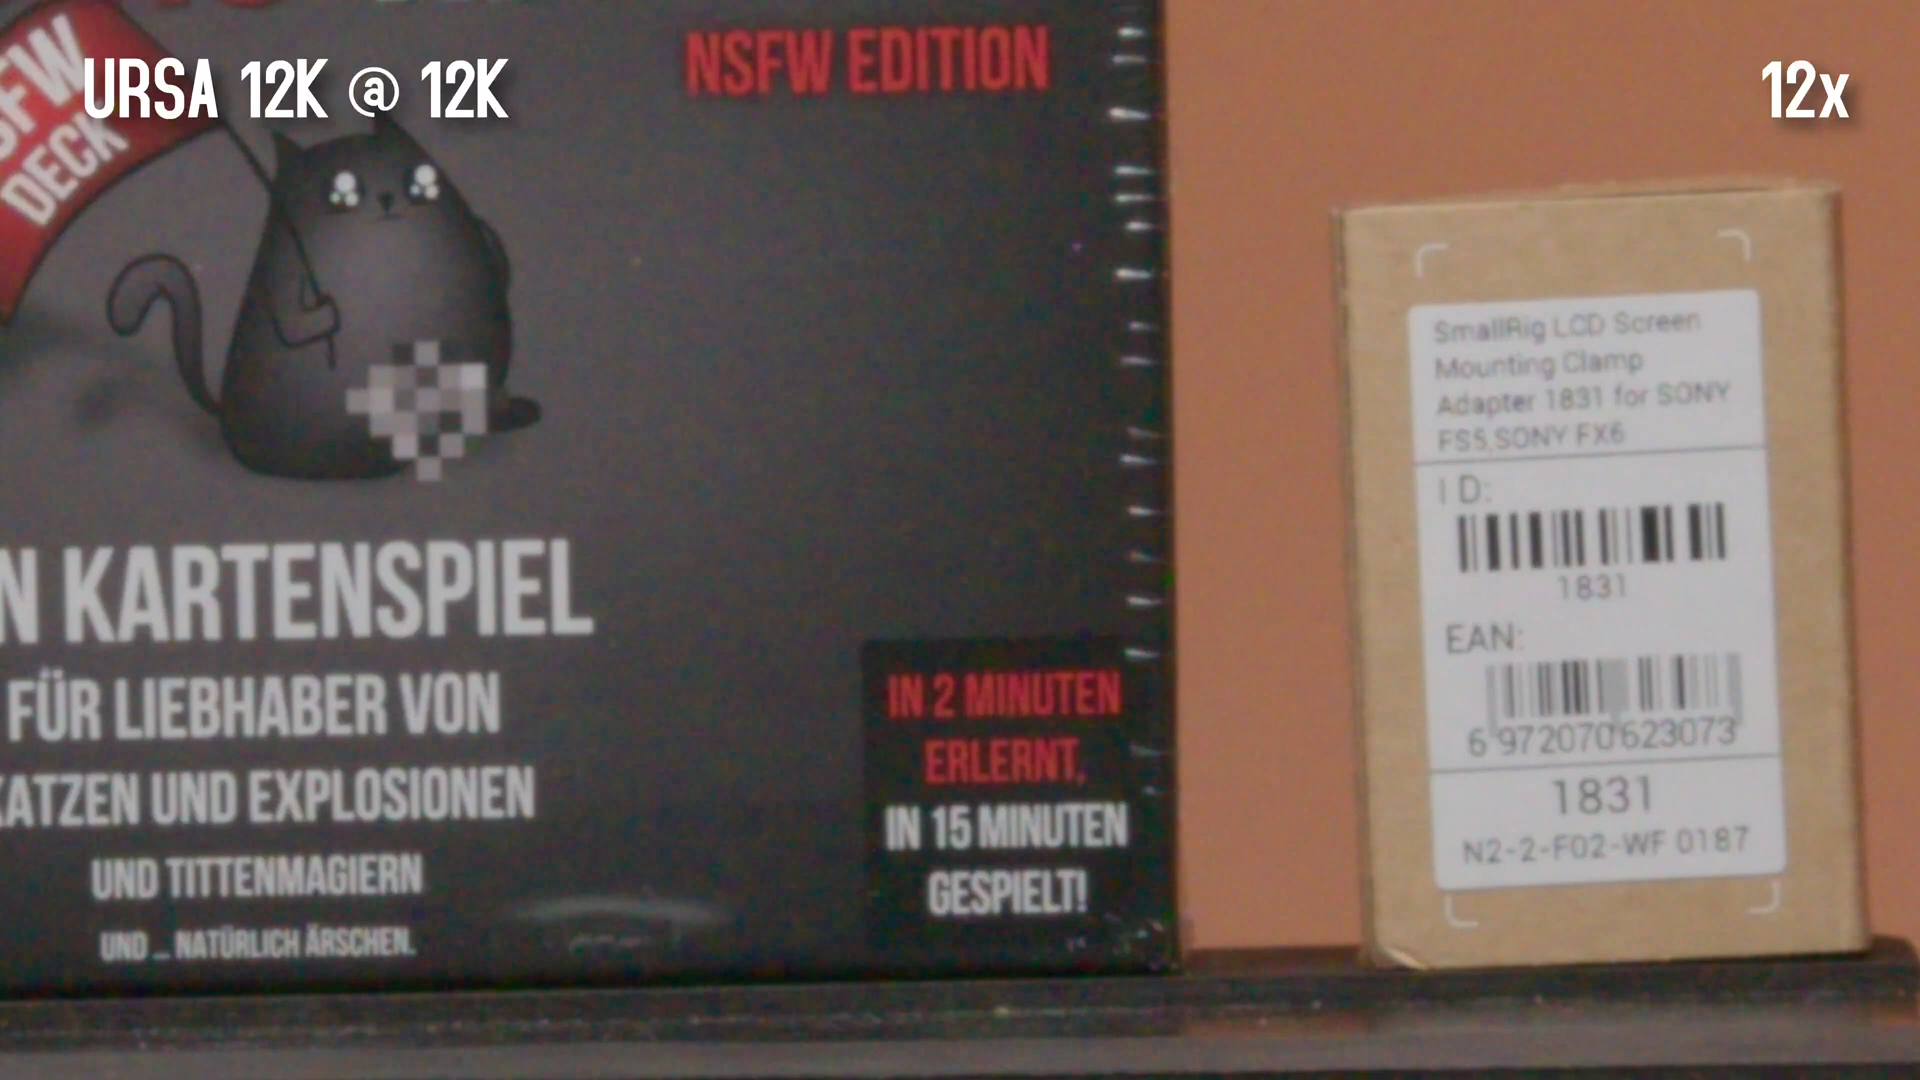 URSA 12K @ 12K
12x
NSFW EDITION
DECK
KARTENSPIEL
FÜR LIEBHABER VON
KATZEN UND EXPLOSIONEN
UND TITTENMAGIERN
UND ... NATÜRLICH ÄRSCHEN.
IN 2 MINUTEN
ERLERNT,
IN 15 MINUTEN
GESPIELT!
SmallRig LCD Screen
Mounting Clamp
Adapter 1831 for SONY
FS5,SONY FX6
ID:
1831
EAN:
6 972070 623073
1831
N2-2-F02-WF 0187